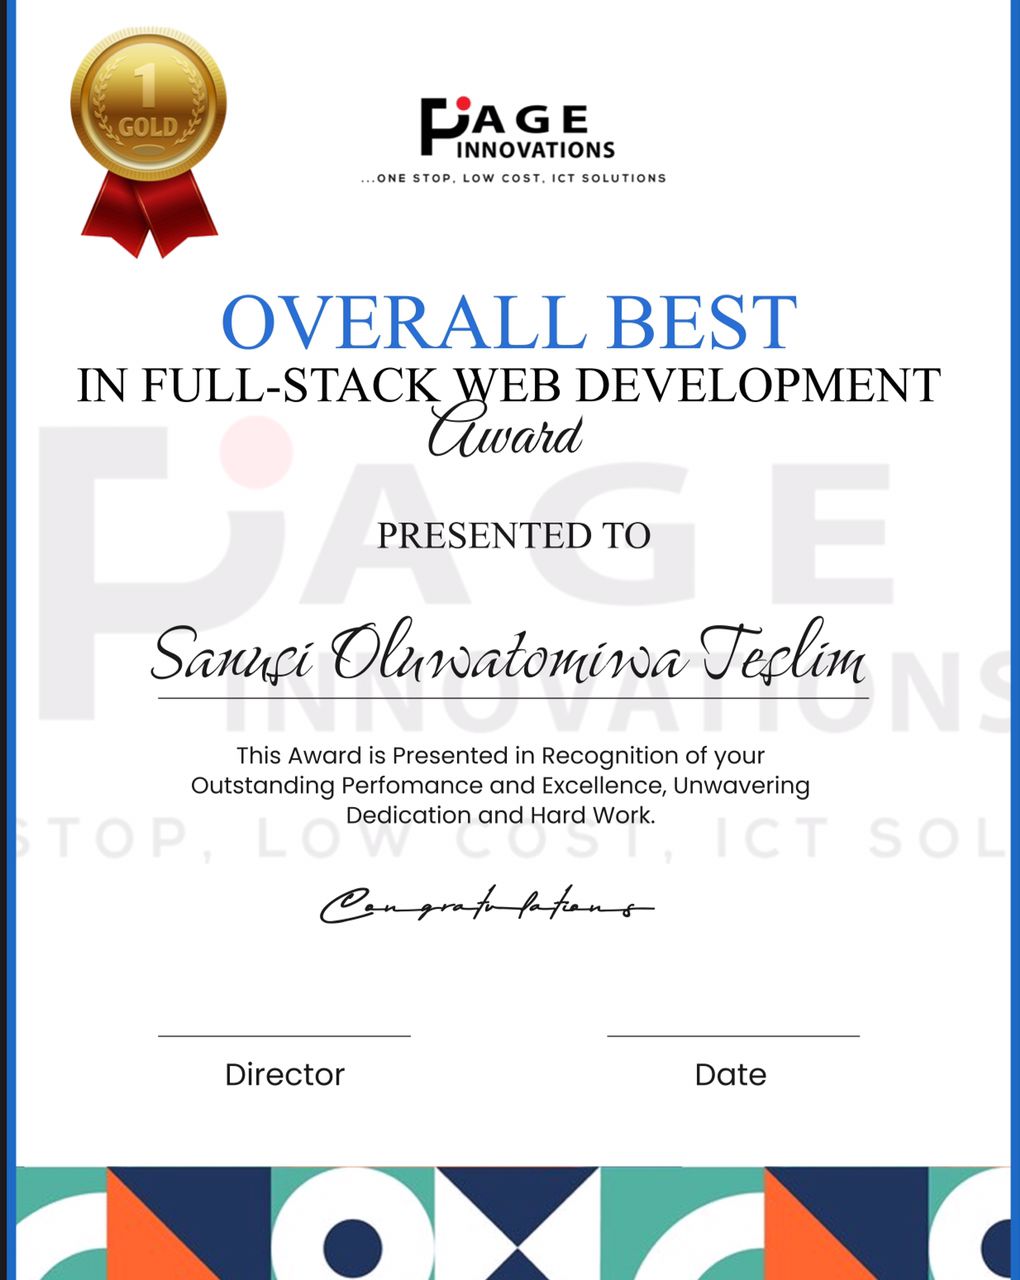 1
GOLD
PAGE
INNOVATIONS
...ONE STOP, LOW COST, ICT SOLUTIONS
OVERALL BEST
IN FULL-STACK WEB DEVELOPMENT
Award
PRESENTED TO
Sanusi Oluwatomiwa Teslim
This Award is Presented in Recognition of your
Outstanding Perfomance and Excellence, Unwavering
Dedication and Hard Work.
Congratulations
Director
Date
PAGE
INNOVATIONS
STOP, LOW COST, ICT SOL